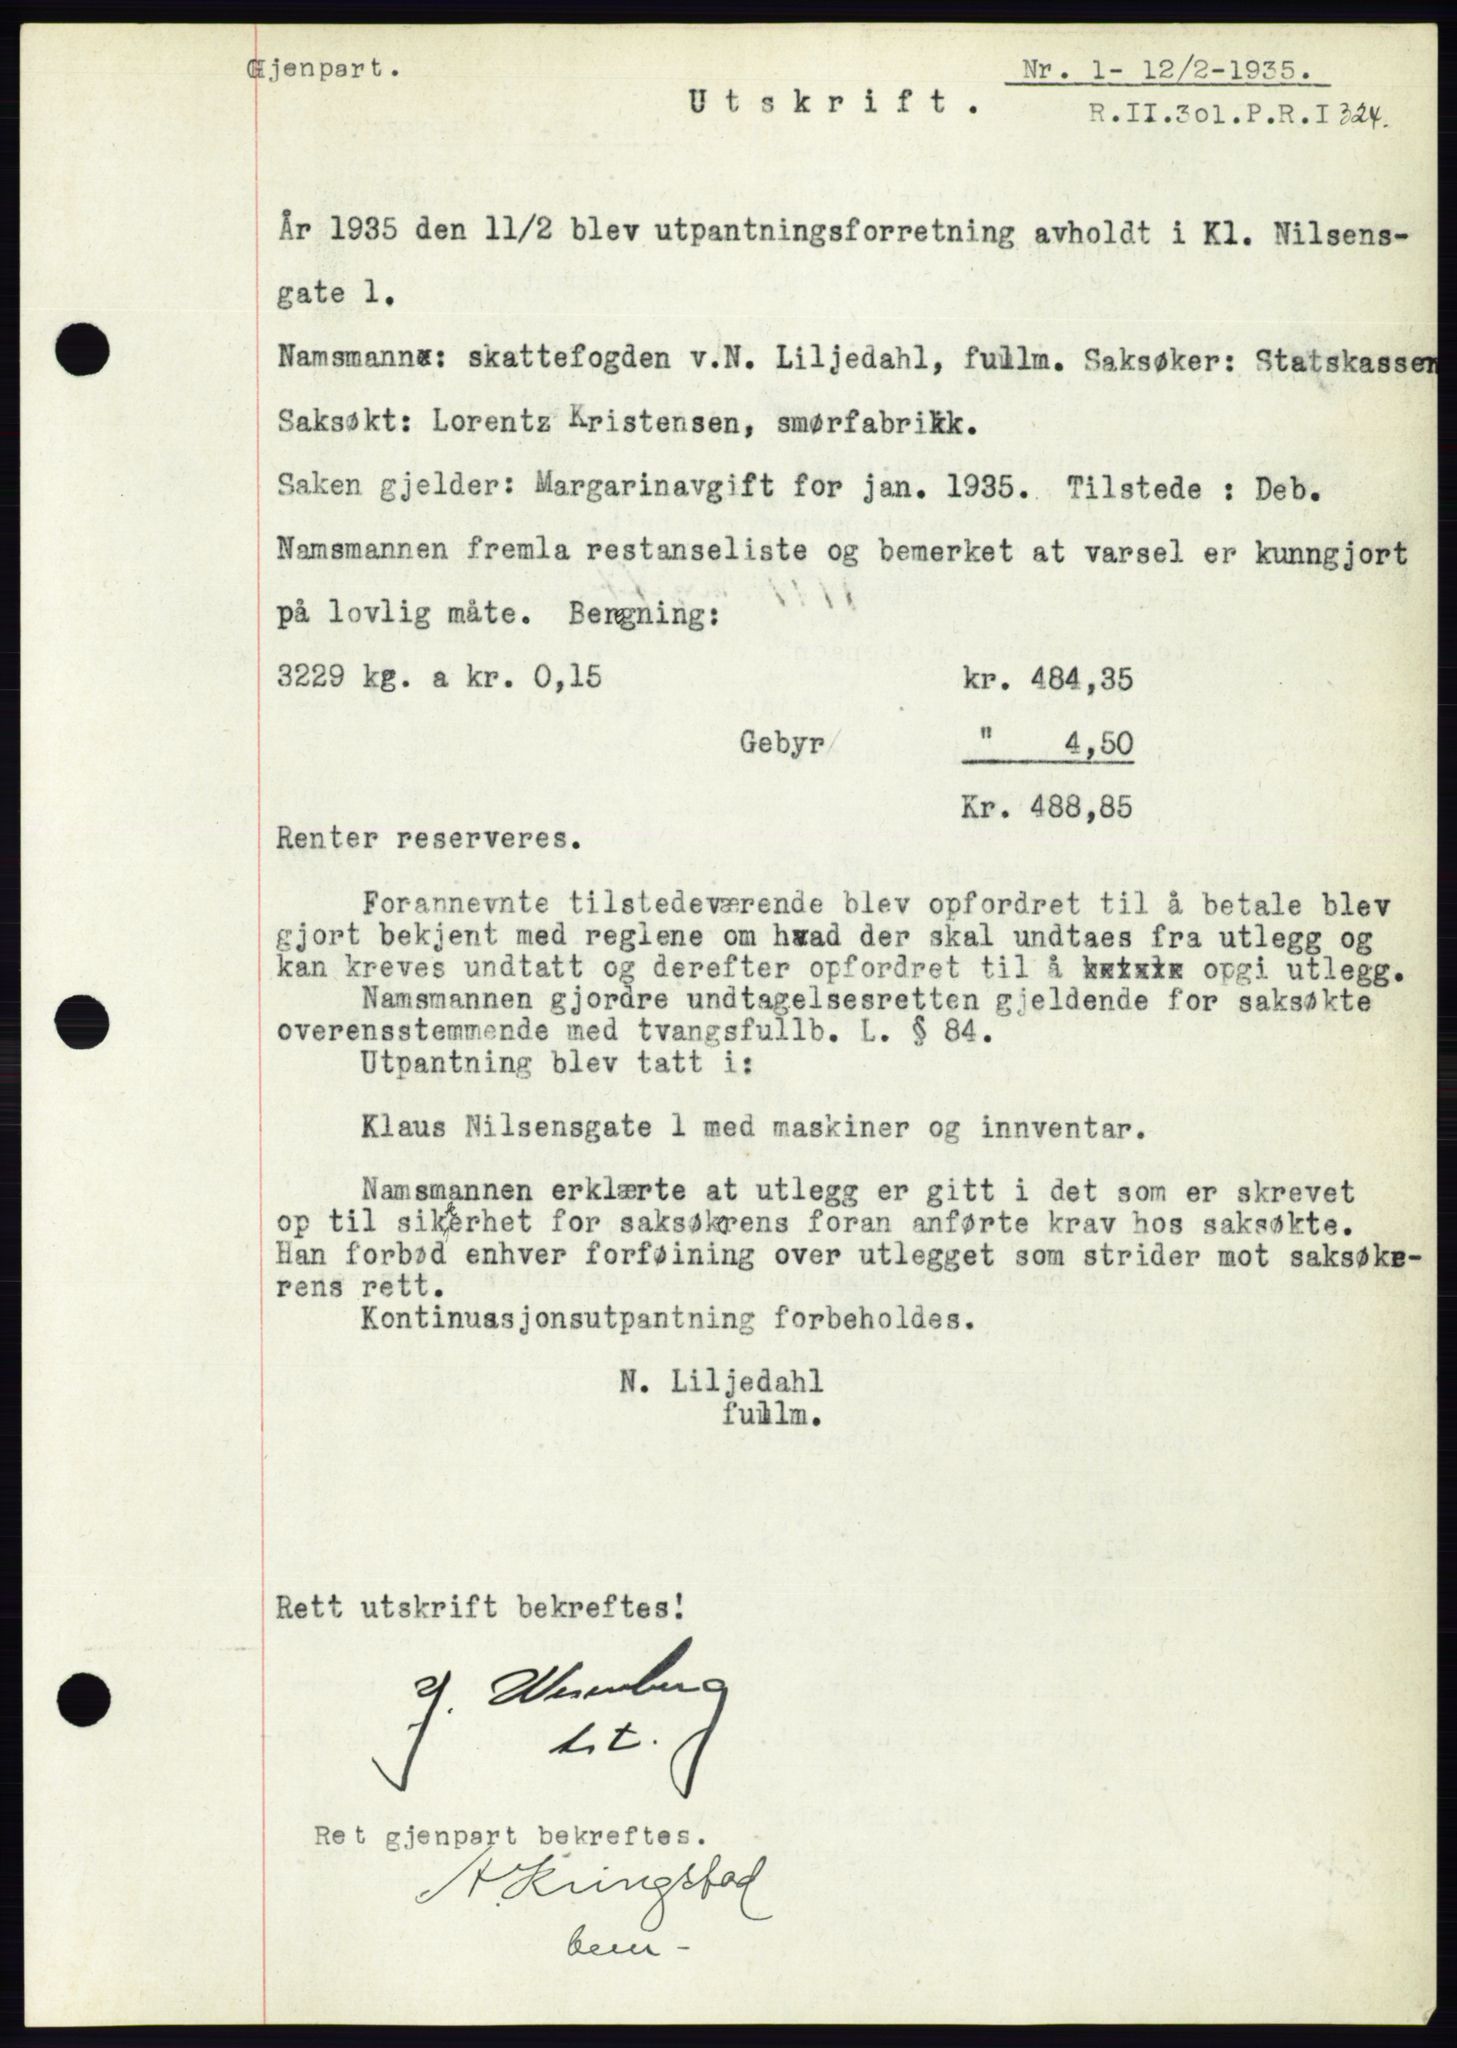 Gjenpart.
Nr. 1- 12/2-1935.
Utskrift.
R.II.301.P.R.I 324.
År 1935 den 11/2 blev utpantningsforretning avholdt i Kl. Nilsens-
gate 1.
Namsmann: skattefogden v.N. Liljedahl, fullm. Saksøker: Statskassen
Saksøkt: Lorentz Kristensen, smørfabrikk.
Saken gjelder: Margarinavgift for jan. 1935. Tilstede : Deb.
Namsmannen fremla restanseliste og bemerket at varsel er kunngjort
på lovlig måte. Beregning:
3229 kg. a kr. 0,15 kr. 484,35
Gebyr " 4,50
Kr. 488,85
Renter reserveres.
Forannevnte tilstedeværende blev opfordret til å betale blev
gjort bekjent med reglene om hvad der skal undtaes fra utlegg og
kan kreves undtatt og derefter opfordret til å opgi utlegg.
Namsmannen gjordre undtagelsesretten gjeldende for saksøkte
overensstemmende med tvangsfullb. L. § 84.
Utpantning blev tatt i:
Klaus Nilsensgate 1 med maskiner og innventar.
Namsmannen erklærte at utlegg er gitt i det som er skrevet
op til sikkerhet for saksøkrens foran anførte krav hos saksøkte.
Han forbød enhver forføining over utlegget som strider mot saksøke-
rens rett.
Kontinuasjonsutpantning forbeholdes.
N. Liljedahl
fullm.
Rett utskrift bekreftes!
Ret gjenpart bekreftes.
A. Kringstad
bem-